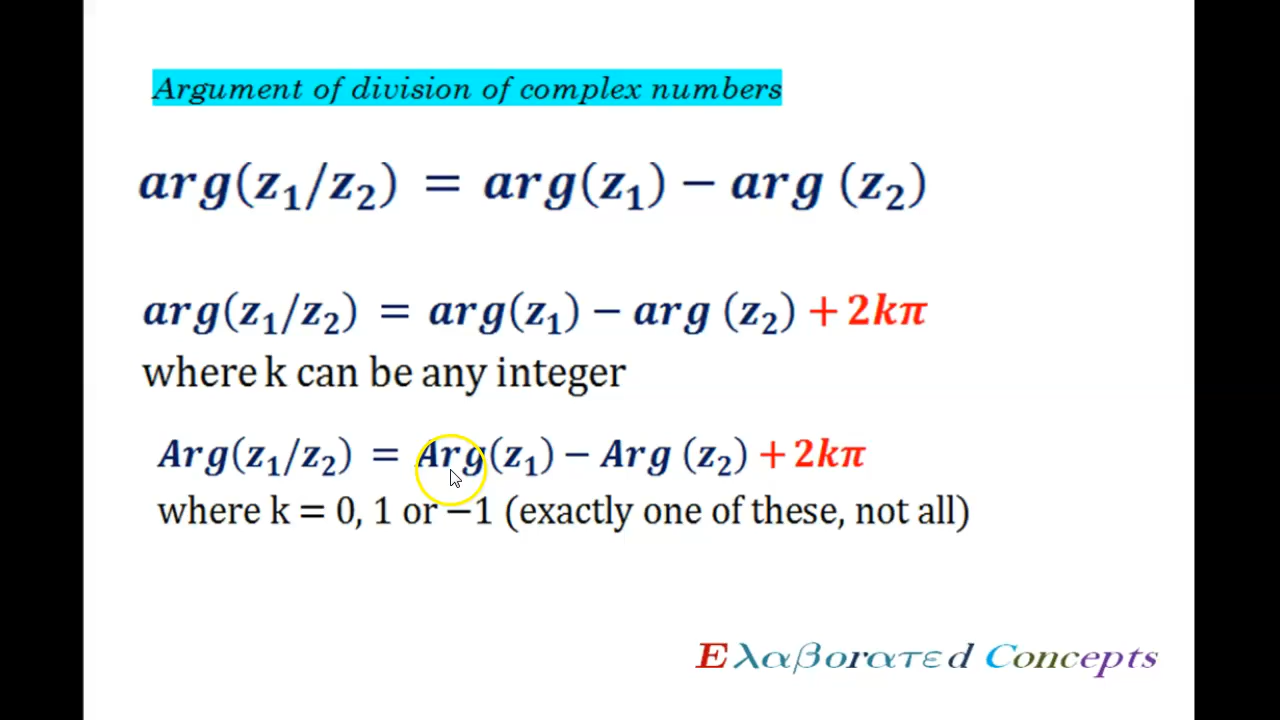 Argument of division of complex numbers
arg(z₁/z₂) = arg(z₁) − arg (z₂)
arg(z₁/z₂) = arg(z₁) − arg (z₂) + 2kπ
where k can be any integer
Arg(z₁/z₂) = Arg(z₁) − Arg (z₂) + 2kπ
where k = 0, 1 or −1 (exactly one of these, not all)
Eλαβοrατεd Concepts